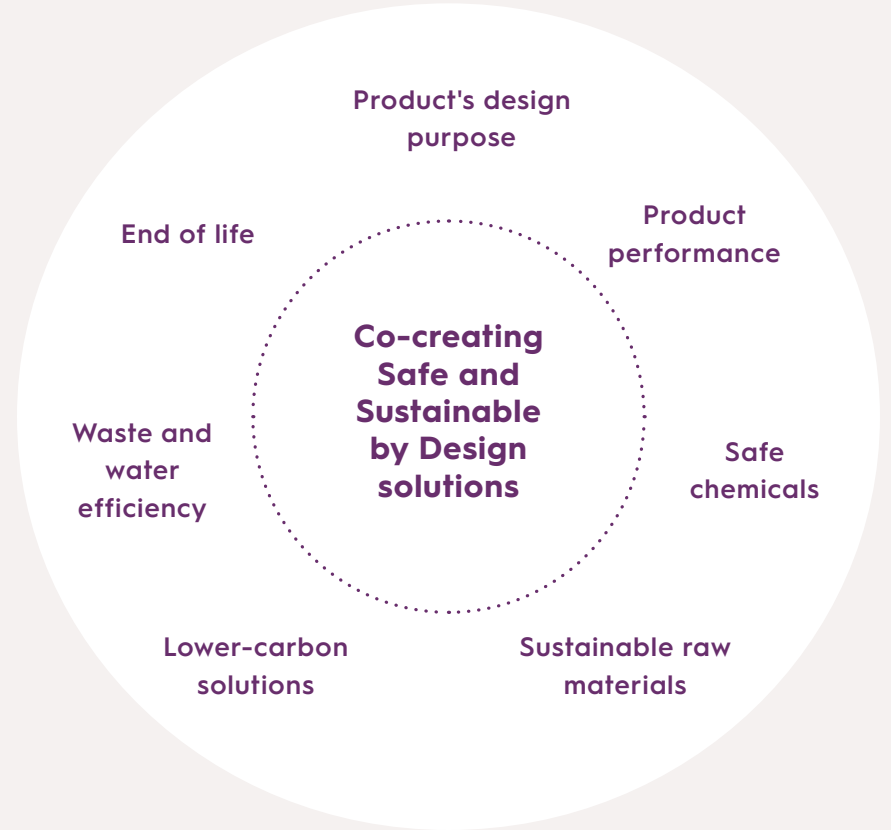 Product's design
purpose
Product
performance
Safe
chemicals
Sustainable raw
materials
Lower-carbon
solutions
Waste and
water
efficiency
End of life
Co-creating
Safe and
Sustainable
by Design
solutions